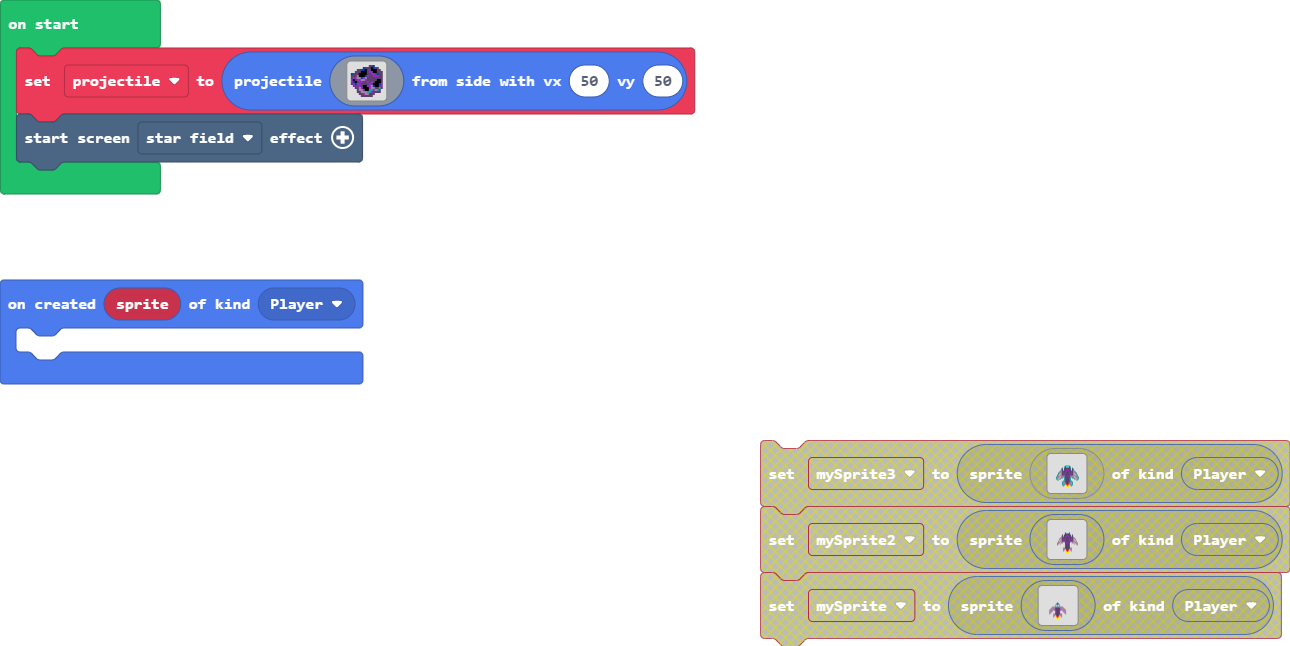 on start
set projectile to projectile from side with vx 50 vy 50
start screen star field effect
on created sprite of kind Player
set mySprite3 to sprite of kind Player
set mySprite2 to sprite of kind Player
set mySprite to sprite of kind Player